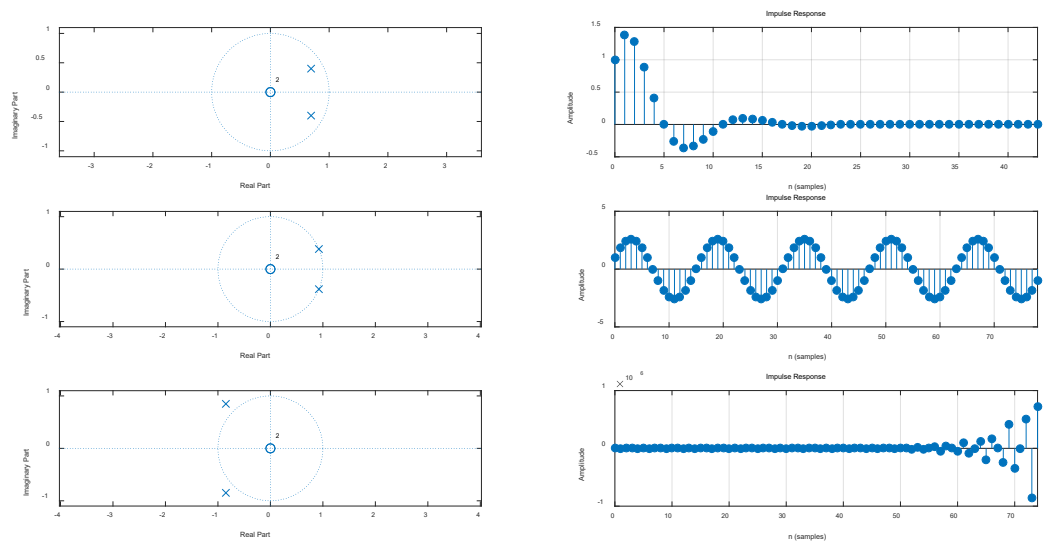 1
0.5
0
-0.5
-1
Imaginary Part
2
-3 -2 -1 0 1 2 3
Real Part
Impulse Response
1.5
1
0.5
0
-0.5
Amplitude
0 5 10 15 20 25 30 35 40
n (samples)
1
0
-1
Imaginary Part
2
-4 -3 -2 -1 0 1 2 3 4
Real Part
Impulse Response
5
0
-5
Amplitude
0 10 20 30 40 50 60 70
n (samples)
1
0
-1
Imaginary Part
2
-4 -3 -2 -1 0 1 2 3 4
Real Part
Impulse Response
× 10 6
1
0
-1
Amplitude
0 10 20 30 40 50 60 70
n (samples)